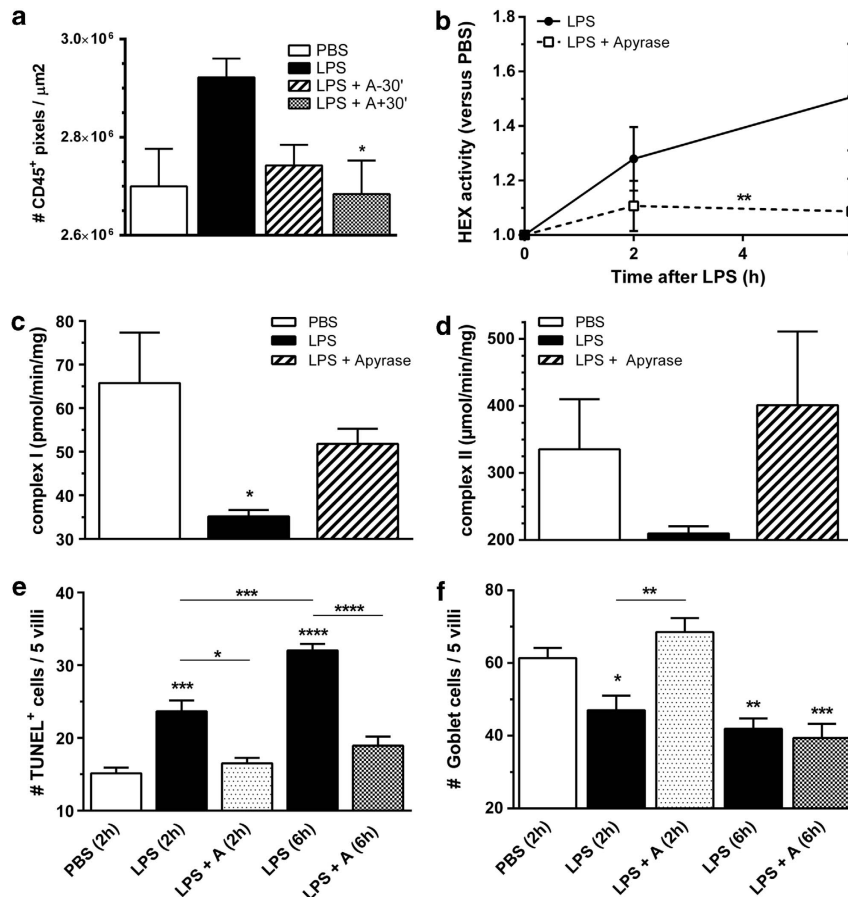 a
3.0×10⁶
2.8×10⁶
2.6×10⁶
# CD45⁺ pixels / μm2
PBS
LPS
LPS + A-30'
LPS + A+30'
*
b
LPS
LPS + Apyrase
1.8
1.6
1.4
1.2
1.0
HEX activity (versus PBS)
**
0
2
4
Time after LPS (h)
c
80
75
70
65
60
55
50
45
40
35
30
complex I (pmol/min/mg)
PBS
LPS
LPS + Apyrase
*
d
500
400
300
200
complex II (μmol/min/mg)
PBS
LPS
LPS + Apyrase
e
40
30
20
10
# TUNEL⁺ cells / 5 villi
***
****
***
****
*
PBS (2h)
LPS (2h)
LPS + A (2h)
LPS (6h)
LPS + A (6h)
f
80
60
40
20
# Goblet cells / 5 villi
**
*
**
***
PBS (2h)
LPS (2h)
LPS + A (2h)
LPS (6h)
LPS + A (6h)